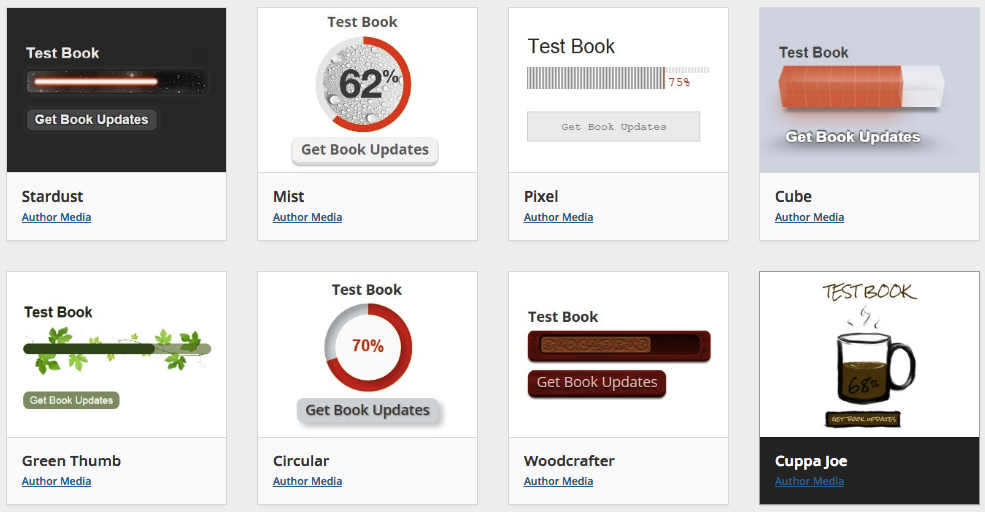 Test Book
Get Book Updates
Stardust
Author Media
Test Book
62%
Get Book Updates
Mist
Author Media
Test Book
75%
Get Book Updates
Pixel
Author Media
Test Book
Get Book Updates
Cube
Author Media
Test Book
Get Book Updates
Green Thumb
Author Media
Test Book
70%
Get Book Updates
Circular
Author Media
Test Book
Get Book Updates
Woodcrafter
Author Media
TEST BOOK
68%
GET BOOK UPDATES
Cuppa Joe
Author Media